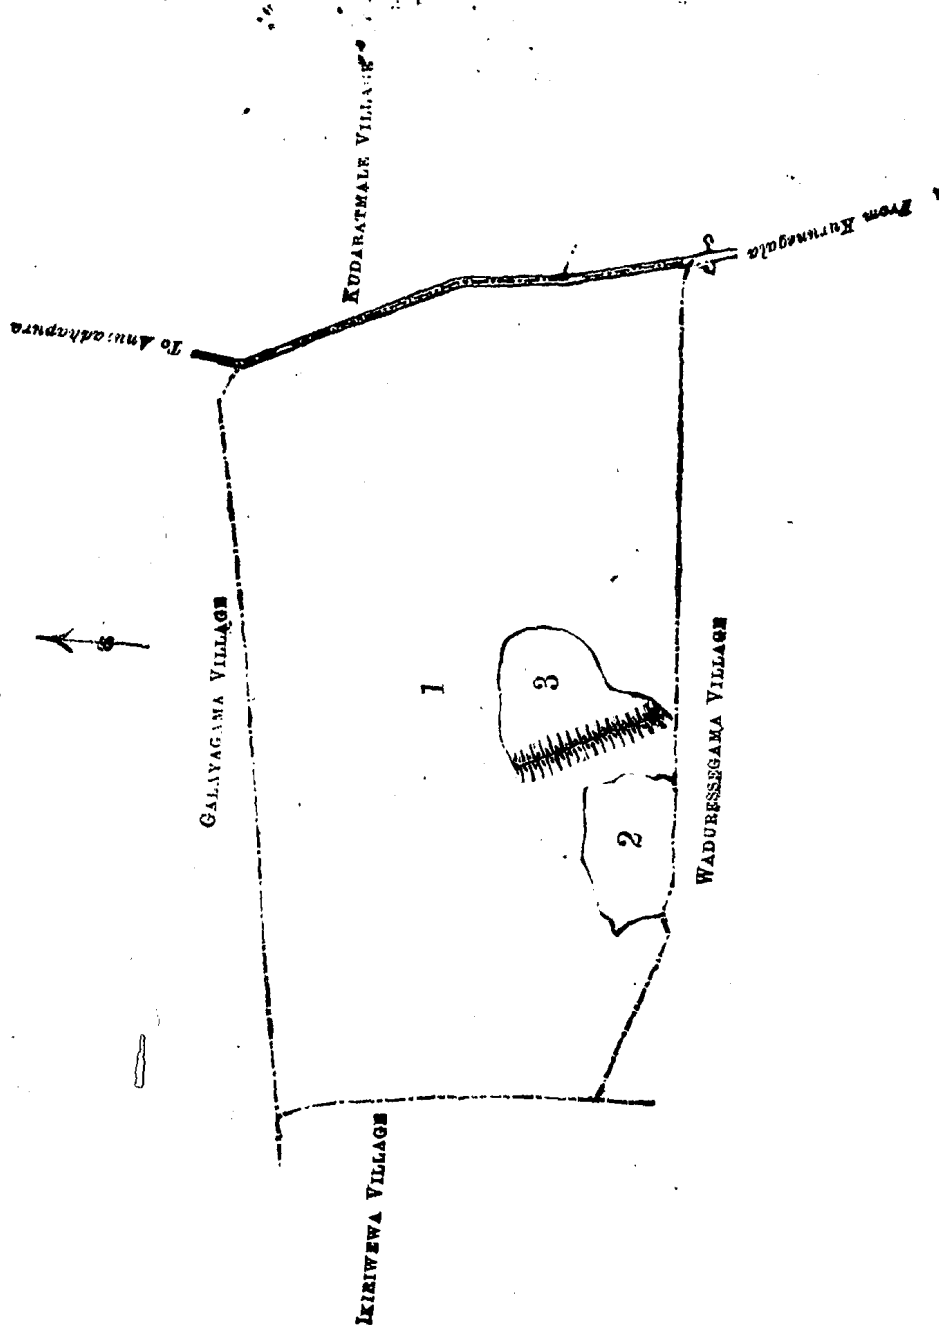 KUDARATMALE VILLAGE
From Kurunegala
To Anuradhapura
GALAYAGAMA VILLAGE
1
3
2
WADURESSEGAMA VILLAGE
IKIRIWEWA VILLAGE